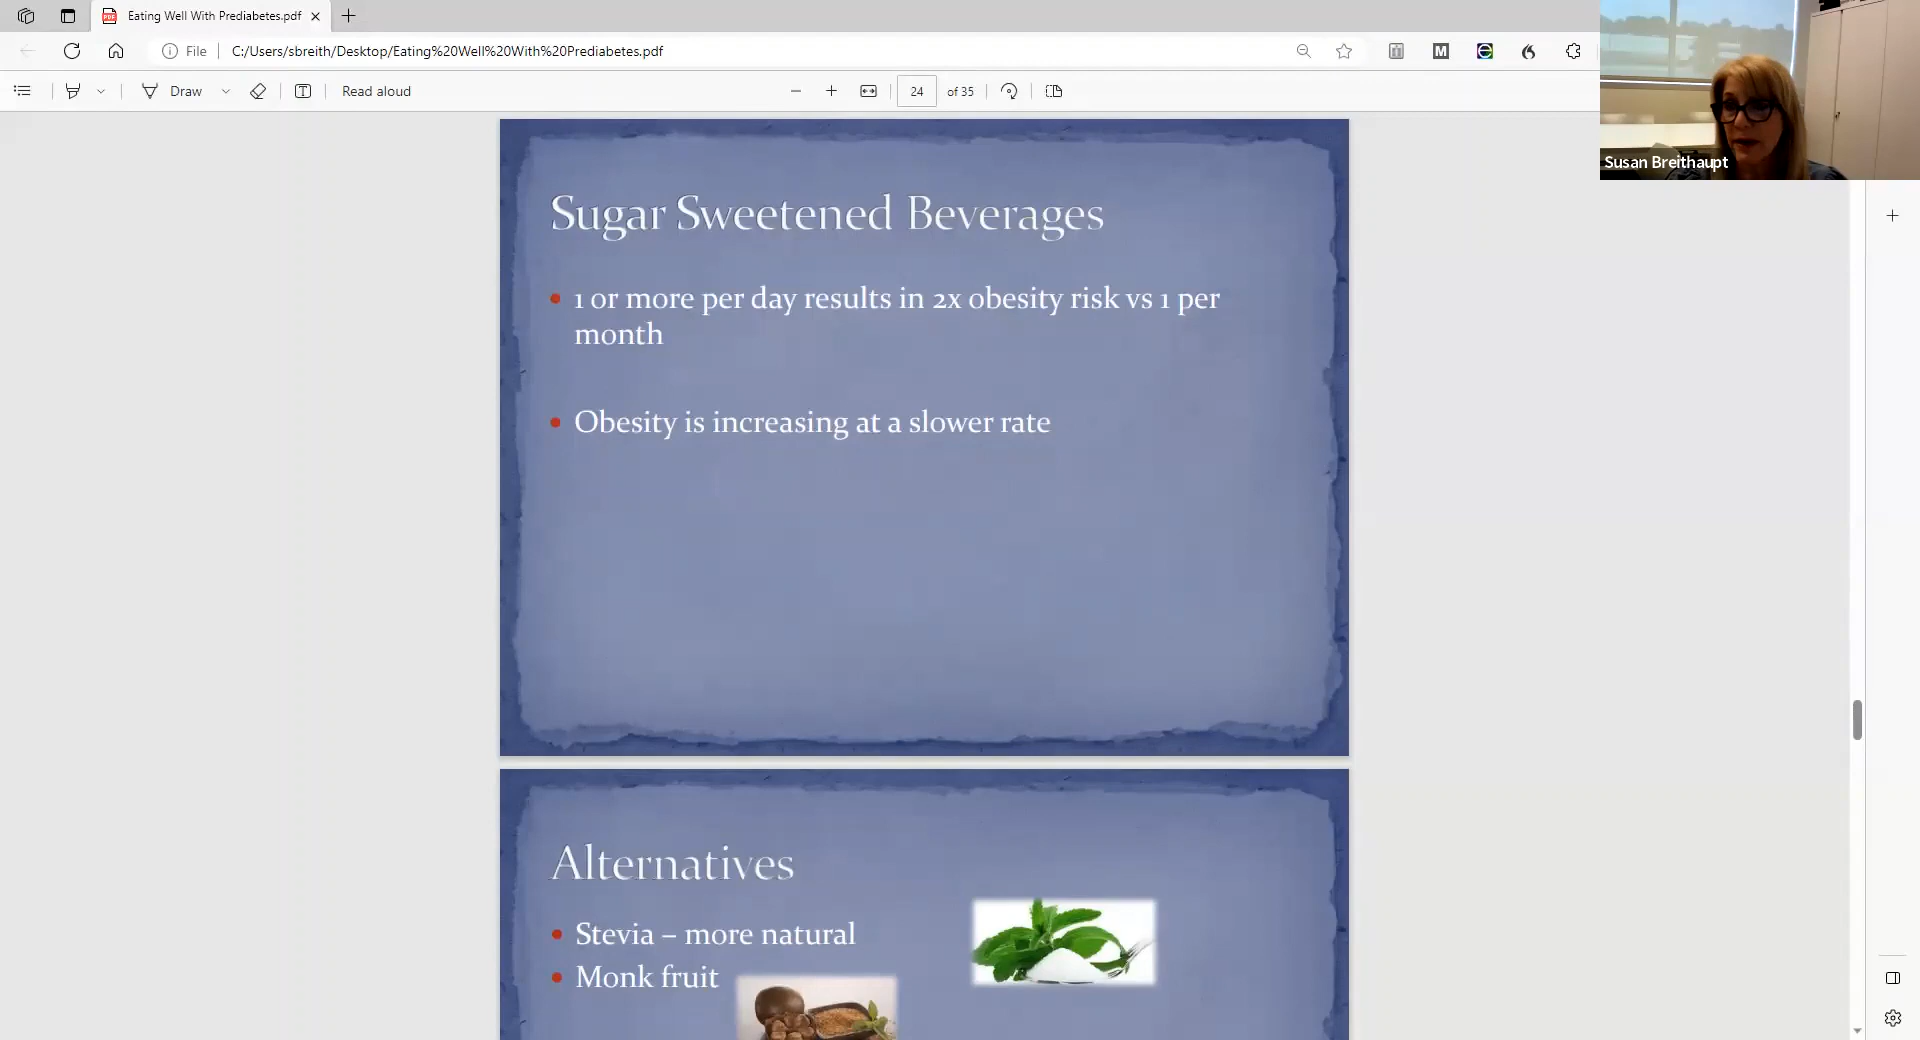 Eating Well With Prediabetes.pdf
File
C:/Users/sbreith/Desktop/Eating%20Well%20With%20Prediabetes.pdf
M
Draw
Read aloud
24 of 35
Susan Breithaupt
Sugar Sweetened Beverages
1 or more per day results in 2x obesity risk vs 1 per
month
Obesity is increasing at a slower rate
Alternatives
Stevia – more natural
Monk fruit